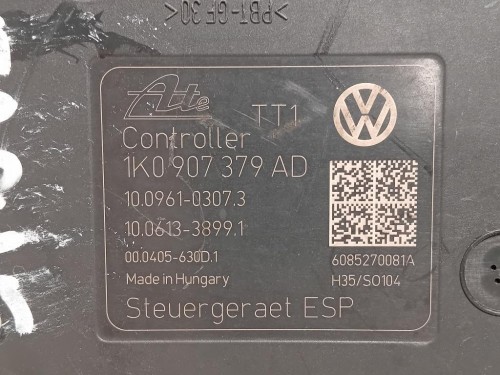 >PBT-GF30<
Ate
TT1
Controller
1K0 907 379 AD
10.0961-0307.3
10.0613-3899.1
00.0405-630D.1
6085270081A
Made in Hungary
H35/SO104
Steuergeraet ESP